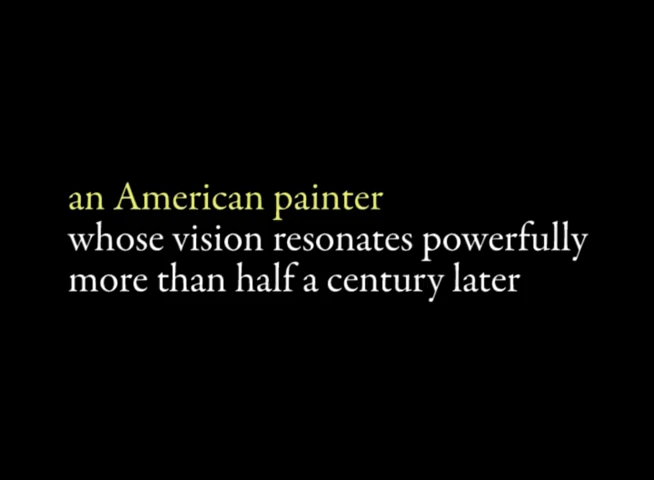 an American painter
whose vision resonates powerfully
more than half a century later